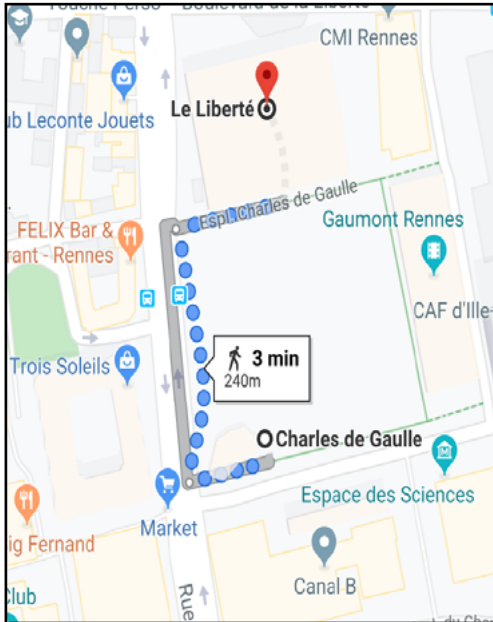 Boulevard de la Liberté
CMI Rennes
Le Liberté
ub Leconte Jouets
Espl. Charles de Gaulle
FELIX Bar &
rant - Rennes
Gaumont Rennes
CAF d'Ille-
Trois Soleils
3 min
240m
Charles de Gaulle
Espace des Sciences
Market
ig Fernand
Canal B
Club
Rue